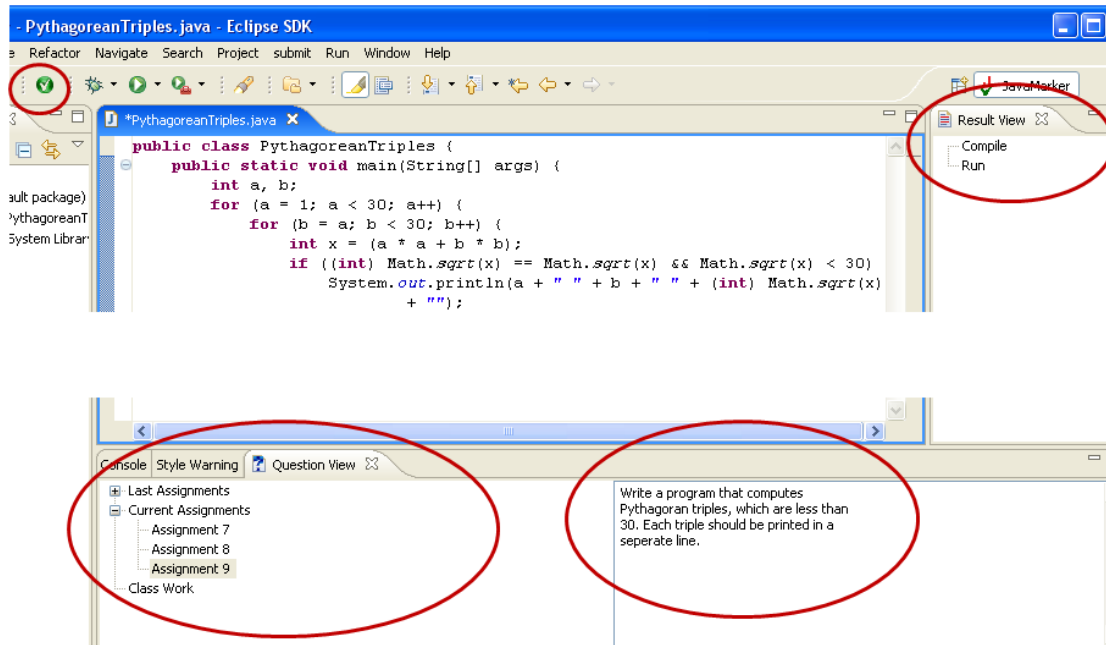 - PythagoreanTriples.java - Eclipse SDK
e Refactor Navigate Search Project submit Run Window Help
JavaMarker
*PythagoreanTriples.java
Result View
public class PythagoreanTriples {
public static void main(String[] args) {
int a, b;
for (a = 1; a < 30; a++) {
for (b = a; b < 30; b++) {
int x = (a * a + b * b);
if ((int) Math.sqrt(x) == Math.sqrt(x) && Math.sqrt(x) < 30)
System.out.println(a + " " + b + " " + (int) Math.sqrt(x)
+ "");
Compile
Run
ault package)
PythagoreanT
System Librar
Console Style Warning Question View
Last Assignments
Current Assignments
Assignment 7
Assignment 8
Assignment 9
Class Work
Write a program that computes
Pythagoran triples, which are less than
30. Each triple should be printed in a
seperate line.